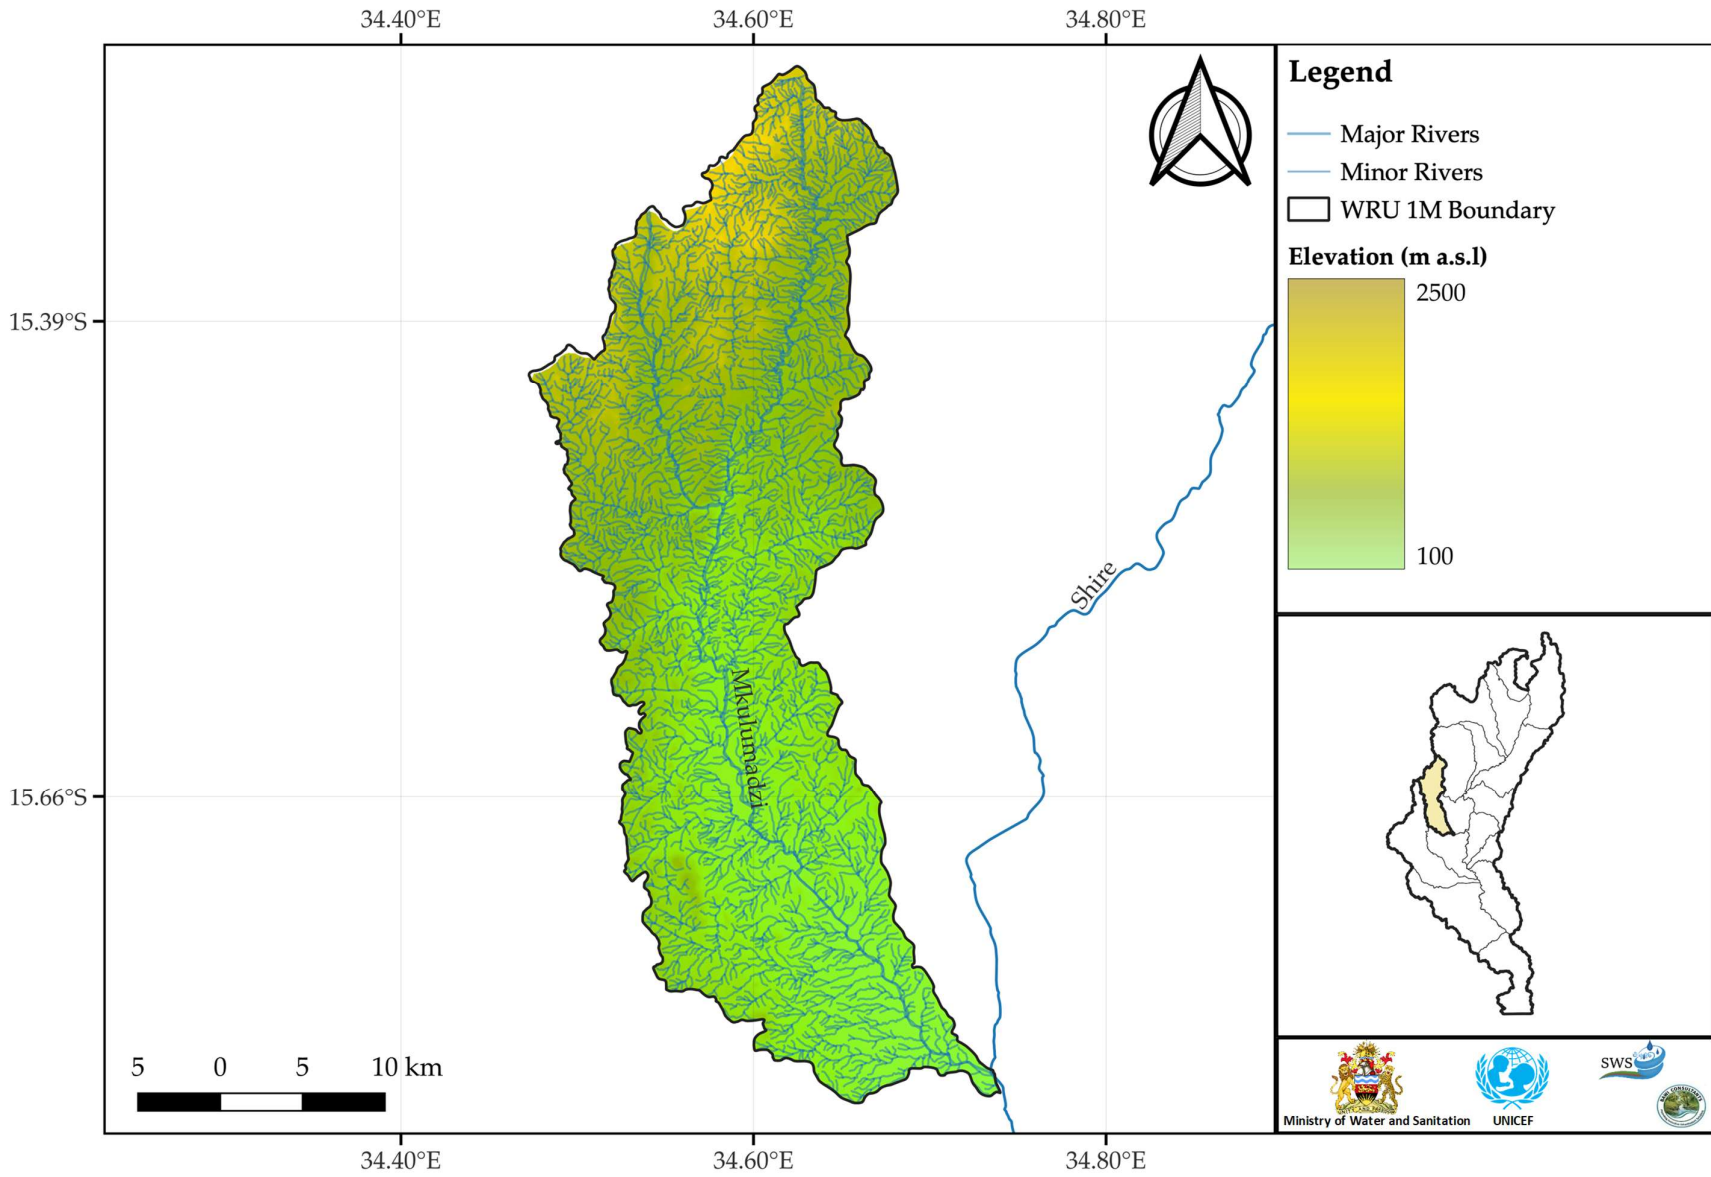 34.40°E 34.60°E 34.80°E
Legend
Major Rivers
Minor Rivers
WRU 1M Boundary
Elevation (m a.s.l)
2500
100
15.39°S
15.66°S
Shire
Mkulumadzi
5 0 5 10 km
34.40°E 34.60°E 34.80°E
SWS
Ministry of Water and Sanitation
UNICEF